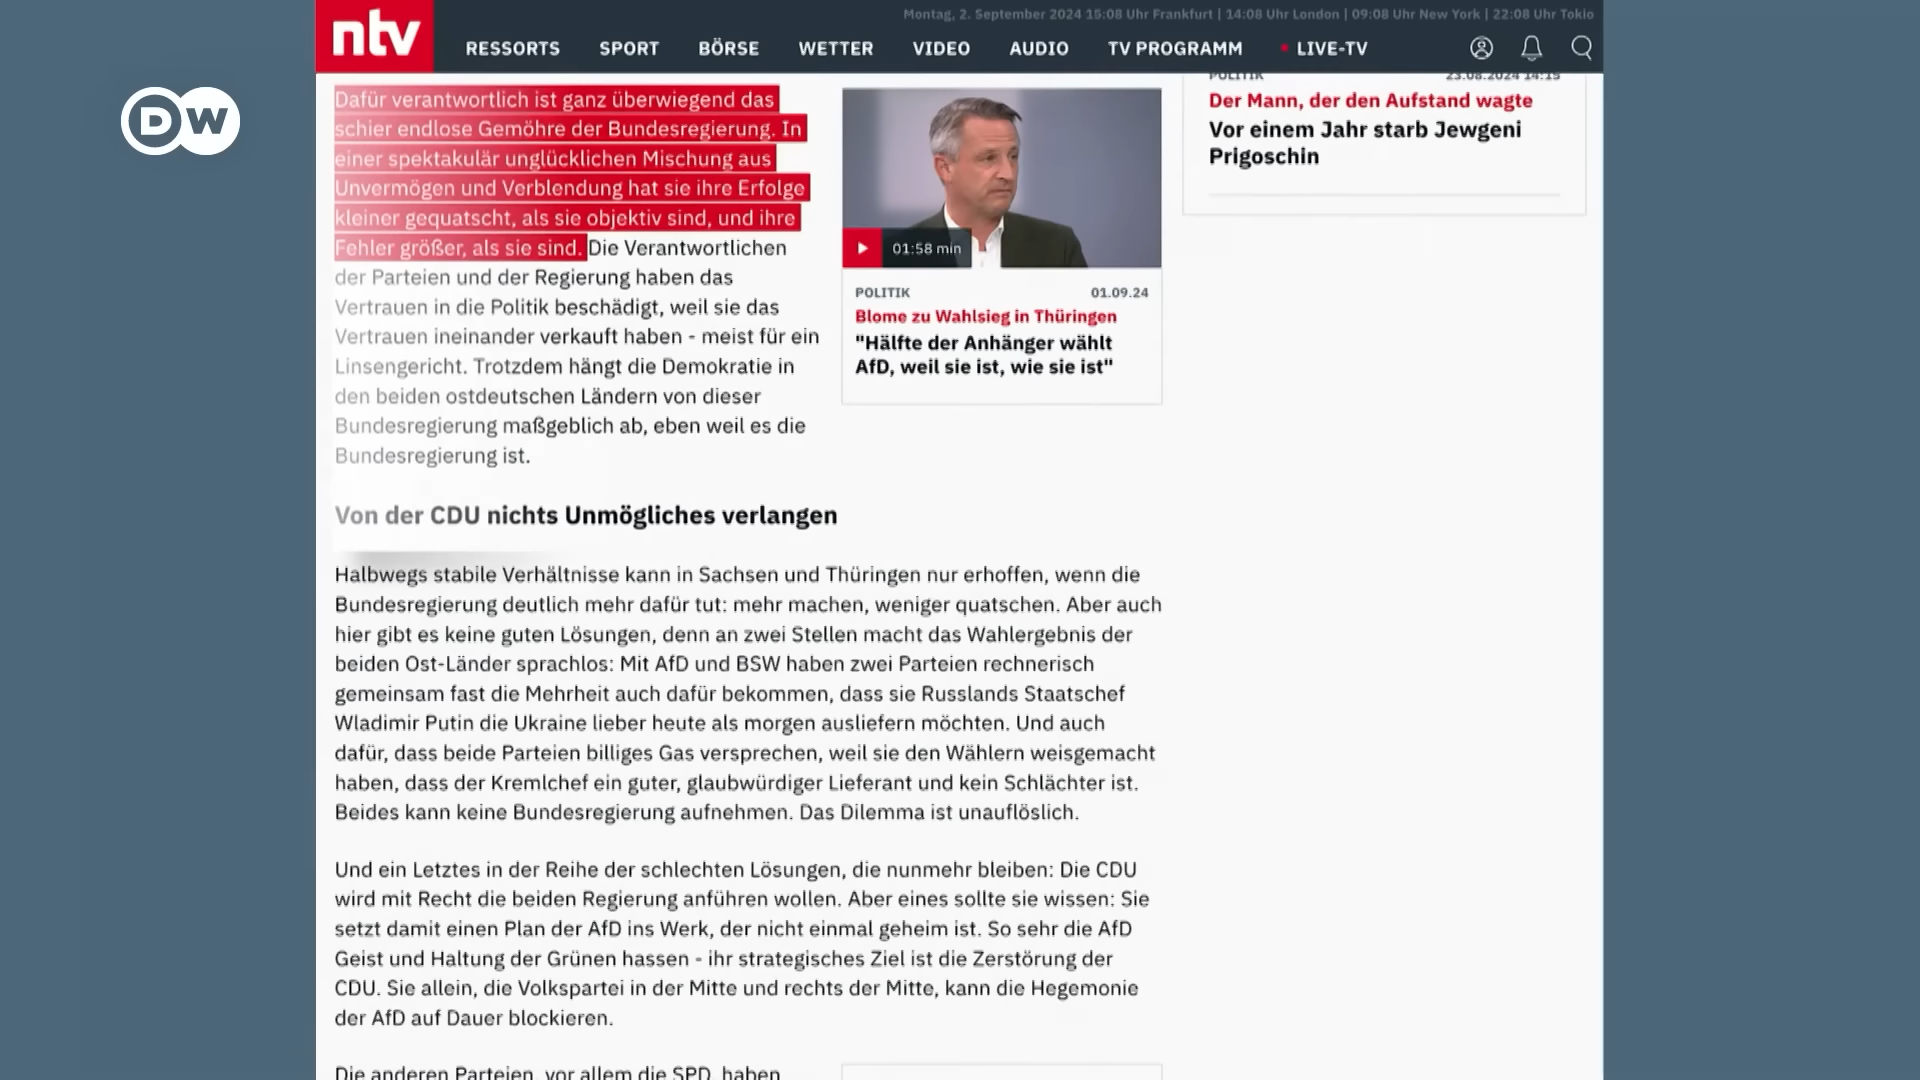 DW
ntv
Montag, 2. September 2024 15:08 Uhr Frankfurt | 14:08 Uhr London | 09:08 Uhr New York | 22:08 Uhr Tokio
RESSORTS SPORT BÖRSE WETTER VIDEO AUDIO TV PROGRAMM LIVE-TV
Dafür verantwortlich ist ganz überwiegend das
schier endlose Gemöhre der Bundesregierung. In
einer spektakulär unglücklichen Mischung aus
Unvermögen und Verblendung hat sie ihre Erfolge
kleiner gequatscht, als sie objektiv sind, und ihre
Fehler größer, als sie sind. Die Verantwortlichen
der Parteien und der Regierung haben das
Vertrauen in die Politik beschädigt, weil sie das
Vertrauen ineinander verkauft haben - meist für ein
Linsengericht. Trotzdem hängt die Demokratie in
den beiden ostdeutschen Ländern von dieser
Bundesregierung maßgeblich ab, eben weil es die
Bundesregierung ist.
01:58 min
POLITIK 01.09.24
Blome zu Wahlsieg in Thüringen
"Hälfte der Anhänger wählt
AfD, weil sie ist, wie sie ist"
POLITIK 23.08.2024 14:15
Der Mann, der den Aufstand wagte
Vor einem Jahr starb Jewgeni
Prigoschin
Von der CDU nichts Unmögliches verlangen
Halbwegs stabile Verhältnisse kann in Sachsen und Thüringen nur erhoffen, wenn die
Bundesregierung deutlich mehr dafür tut: mehr machen, weniger quatschen. Aber auch
hier gibt es keine guten Lösungen, denn an zwei Stellen macht das Wahlergebnis der
beiden Ost-Länder sprachlos: Mit AfD und BSW haben zwei Parteien rechnerisch
gemeinsam fast die Mehrheit auch dafür bekommen, dass sie Russlands Staatschef
Wladimir Putin die Ukraine lieber heute als morgen ausliefern möchten. Und auch
dafür, dass beide Parteien billiges Gas versprechen, weil sie den Wählern weisgemacht
haben, dass der Kremlchef ein guter, glaubwürdiger Lieferant und kein Schlächter ist.
Beides kann keine Bundesregierung aufnehmen. Das Dilemma ist unauflöslich.
Und ein Letztes in der Reihe der schlechten Lösungen, die nunmehr bleiben: Die CDU
wird mit Recht die beiden Regierung anführen wollen. Aber eines sollte sie wissen: Sie
setzt damit einen Plan der AfD ins Werk, der nicht einmal geheim ist. So sehr die AfD
Geist und Haltung der Grünen hassen - ihr strategisches Ziel ist die Zerstörung der
CDU. Sie allein, die Volkspartei in der Mitte und rechts der Mitte, kann die Hegemonie
der AfD auf Dauer blockieren.
Die anderen Parteien, vor allem die SPD, haben